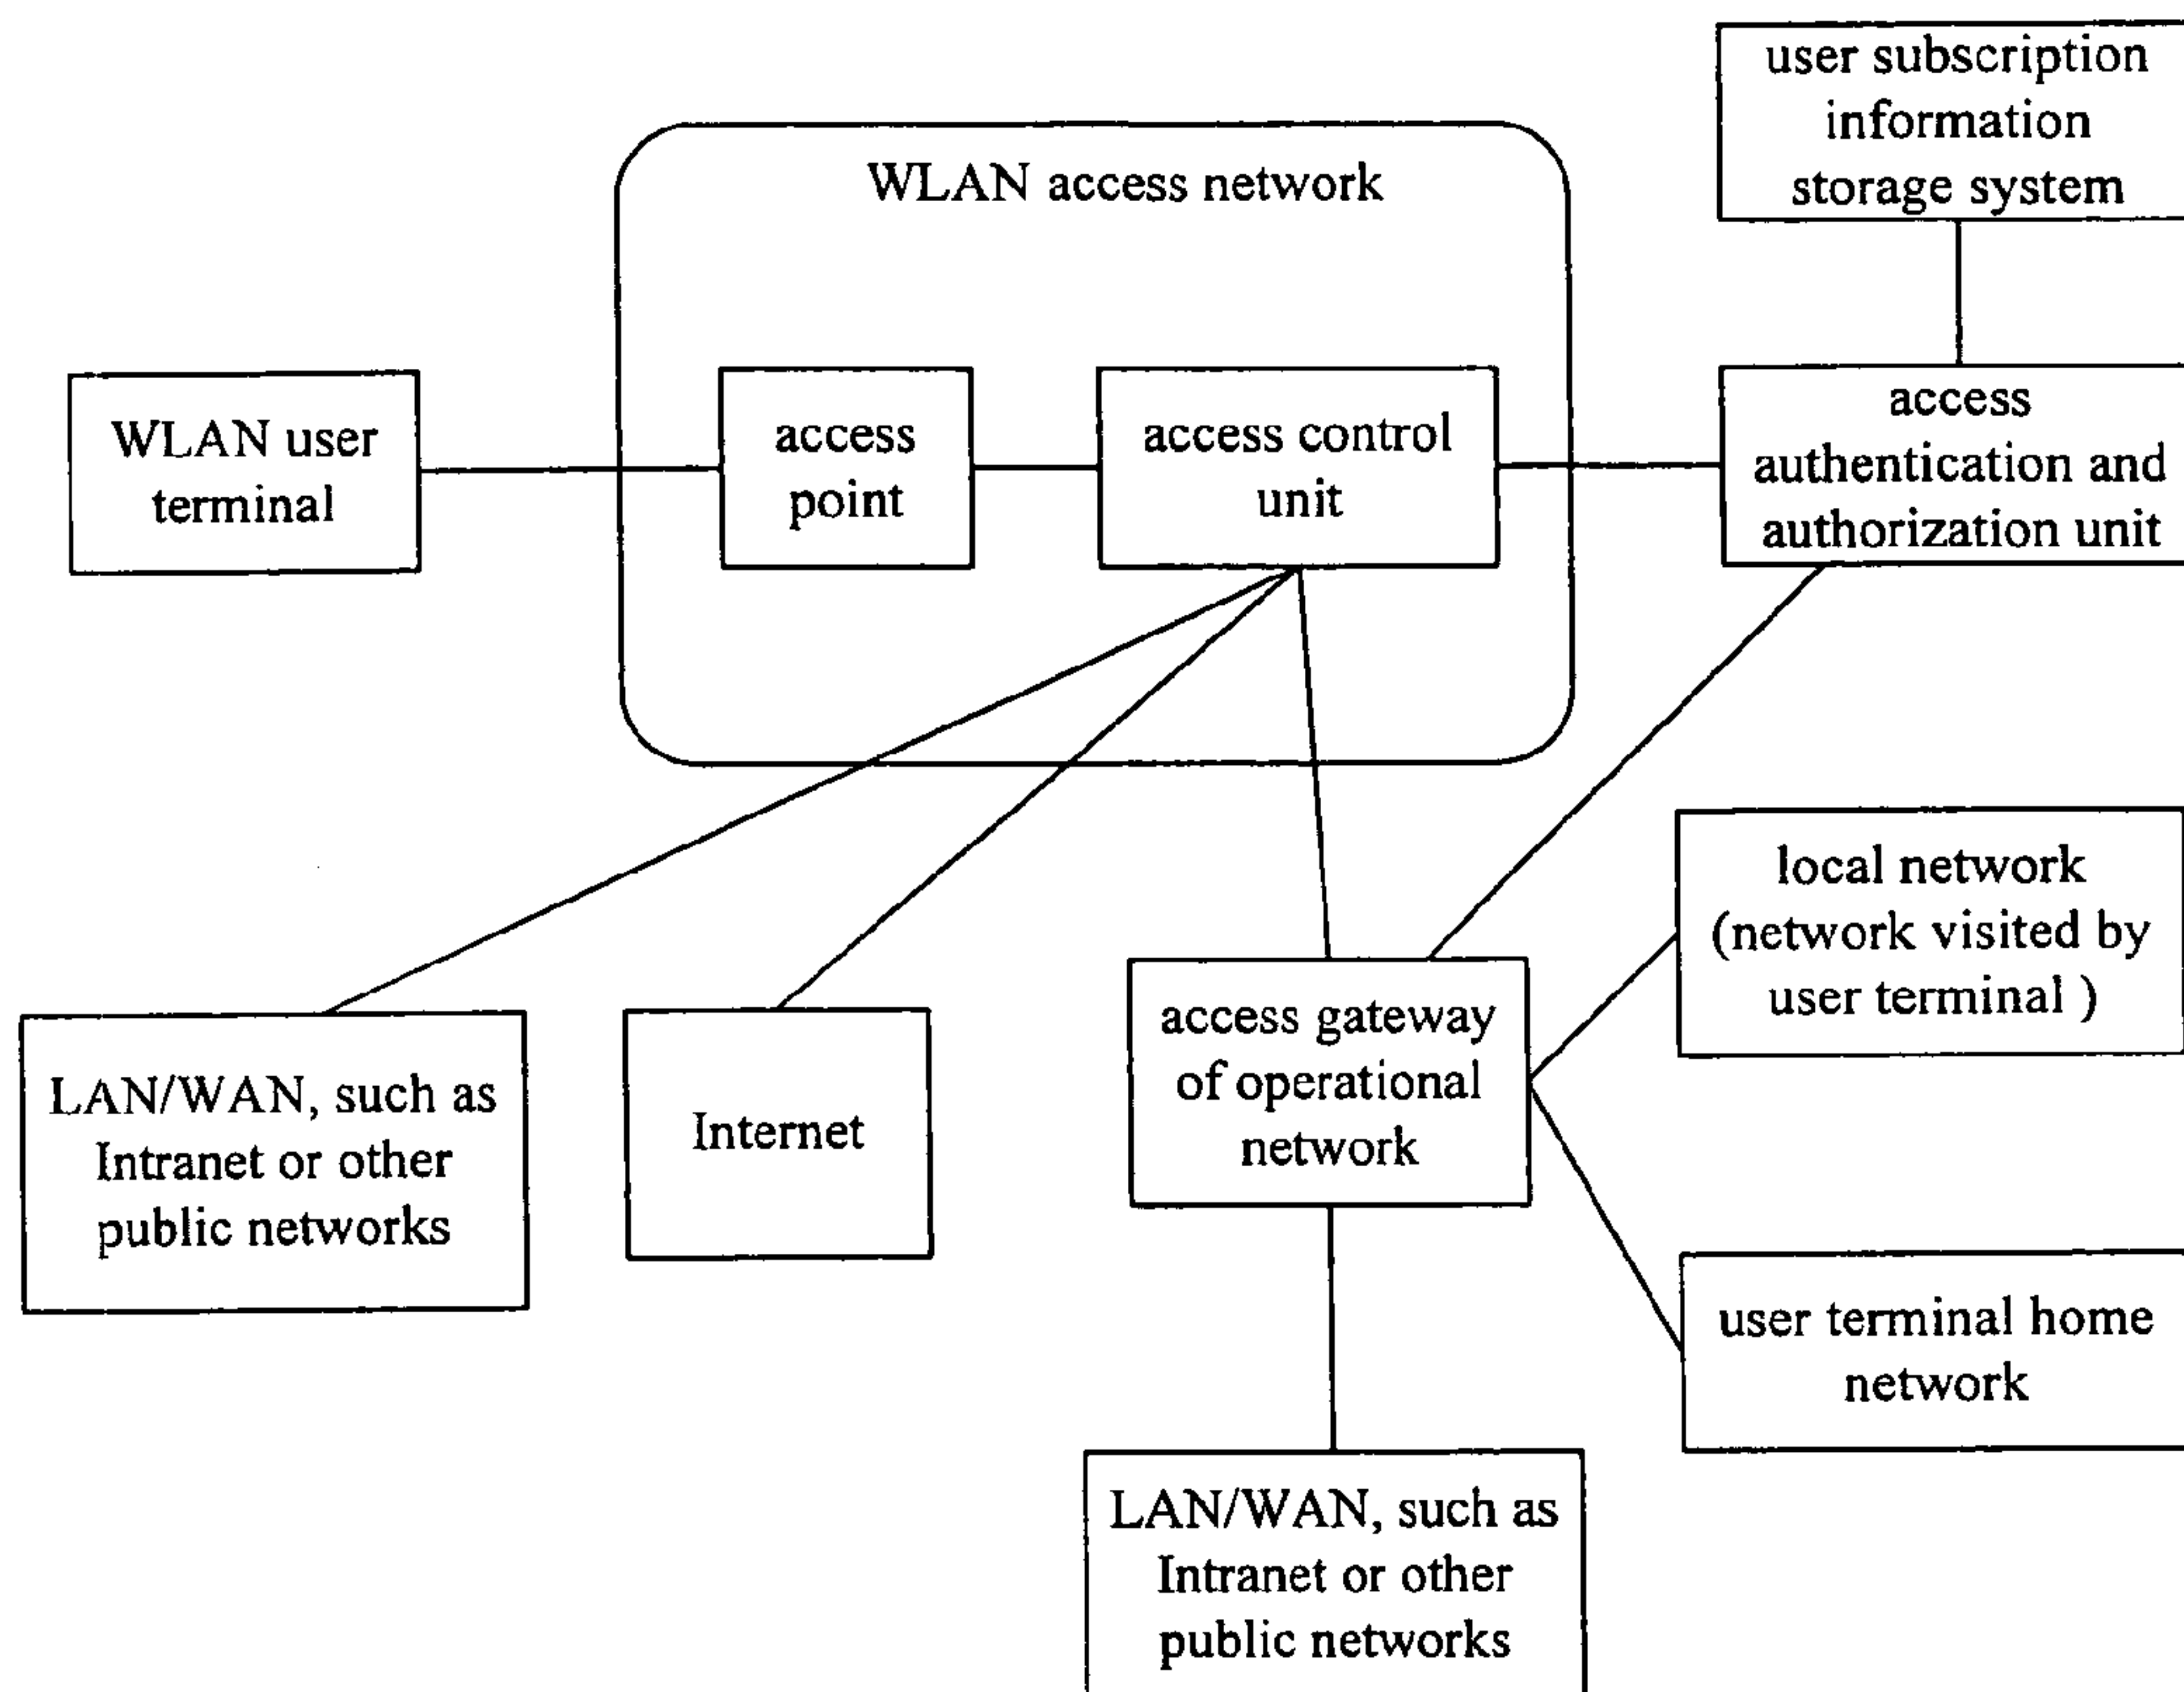 user subscription
information
storage system
WLAN access network
WLAN user
terminal
access
point
access control
unit
access
authentication and
authorization unit
local network
(network visited by
user terminal )
LAN/WAN, such as
Intranet or other
public networks
Internet
access gateway
of operational
network
user terminal home
network
LAN/WAN, such as
Intranet or other
public networks